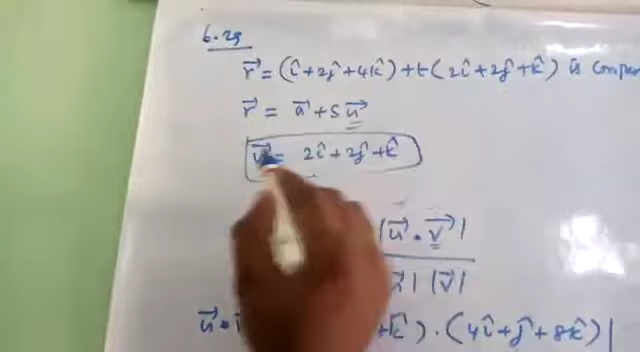 6.29
r⃗ = (î+2ĵ+4k̂)+t(2î+2ĵ+k̂) is compar
r⃗ = a⃗ + s u⃗
u⃗ = 2î+2ĵ+k̂
|u⃗ . v⃗|
| |v⃗|
u⃗ . +k̂) . (4î+ĵ+8k̂)|